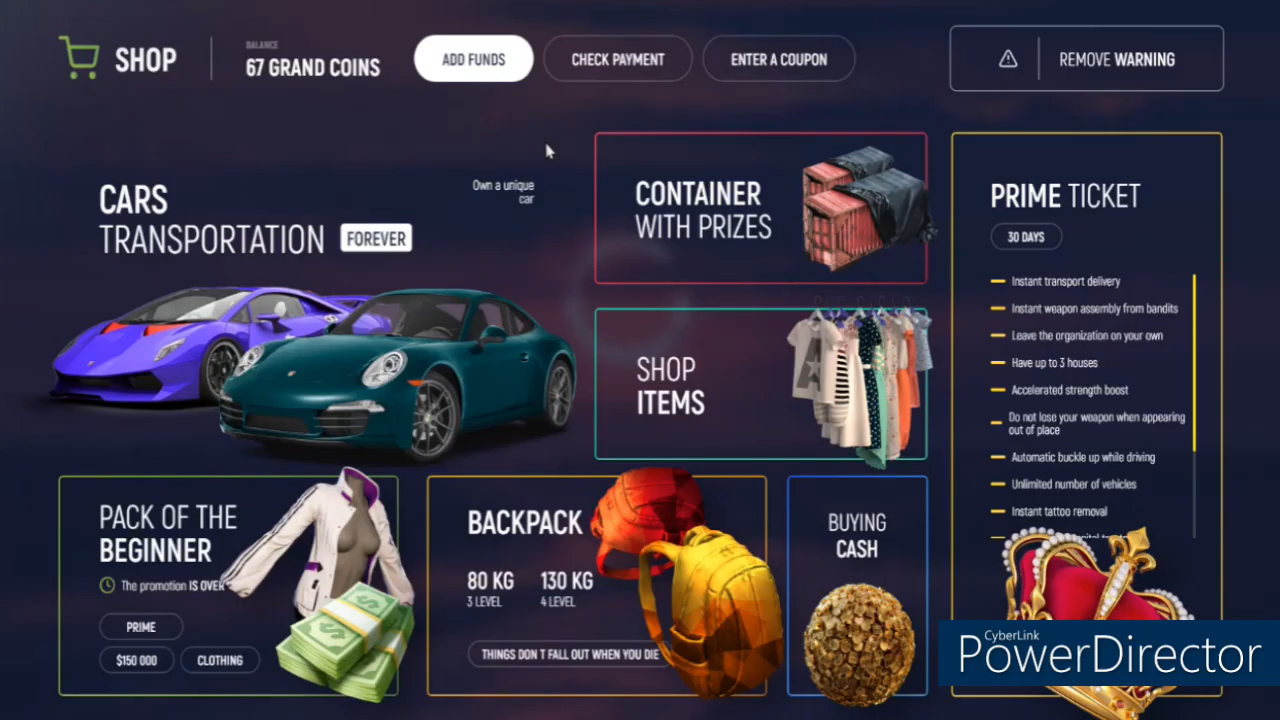 SHOP
BALANCE
67 GRAND COINS
ADD FUNDS
CHECK PAYMENT
ENTER A COUPON
REMOVE WARNING
CARS
TRANSPORTATION FOREVER
Own a unique
car
CONTAINER
WITH PRIZES
SHOP
ITEMS
PRIME TICKET
30 DAYS
Instant transport delivery
Instant weapon assembly from bandits
Leave the organization on your own
Have up to 3 houses
Accelerated strength boost
Do not lose your weapon when appearing
out of place
Automatic buckle up while driving
Unlimited number of vehicles
Instant tattoo removal
PACK OF THE
BEGINNER
The promotion IS OVER
PRIME
$150 000
CLOTHING
BACKPACK
80 KG 130 KG
3 LEVEL 4 LEVEL
THINGS DON T FALL OUT WHEN YOU DIE
BUYING
CASH
CyberLink
PowerDirector